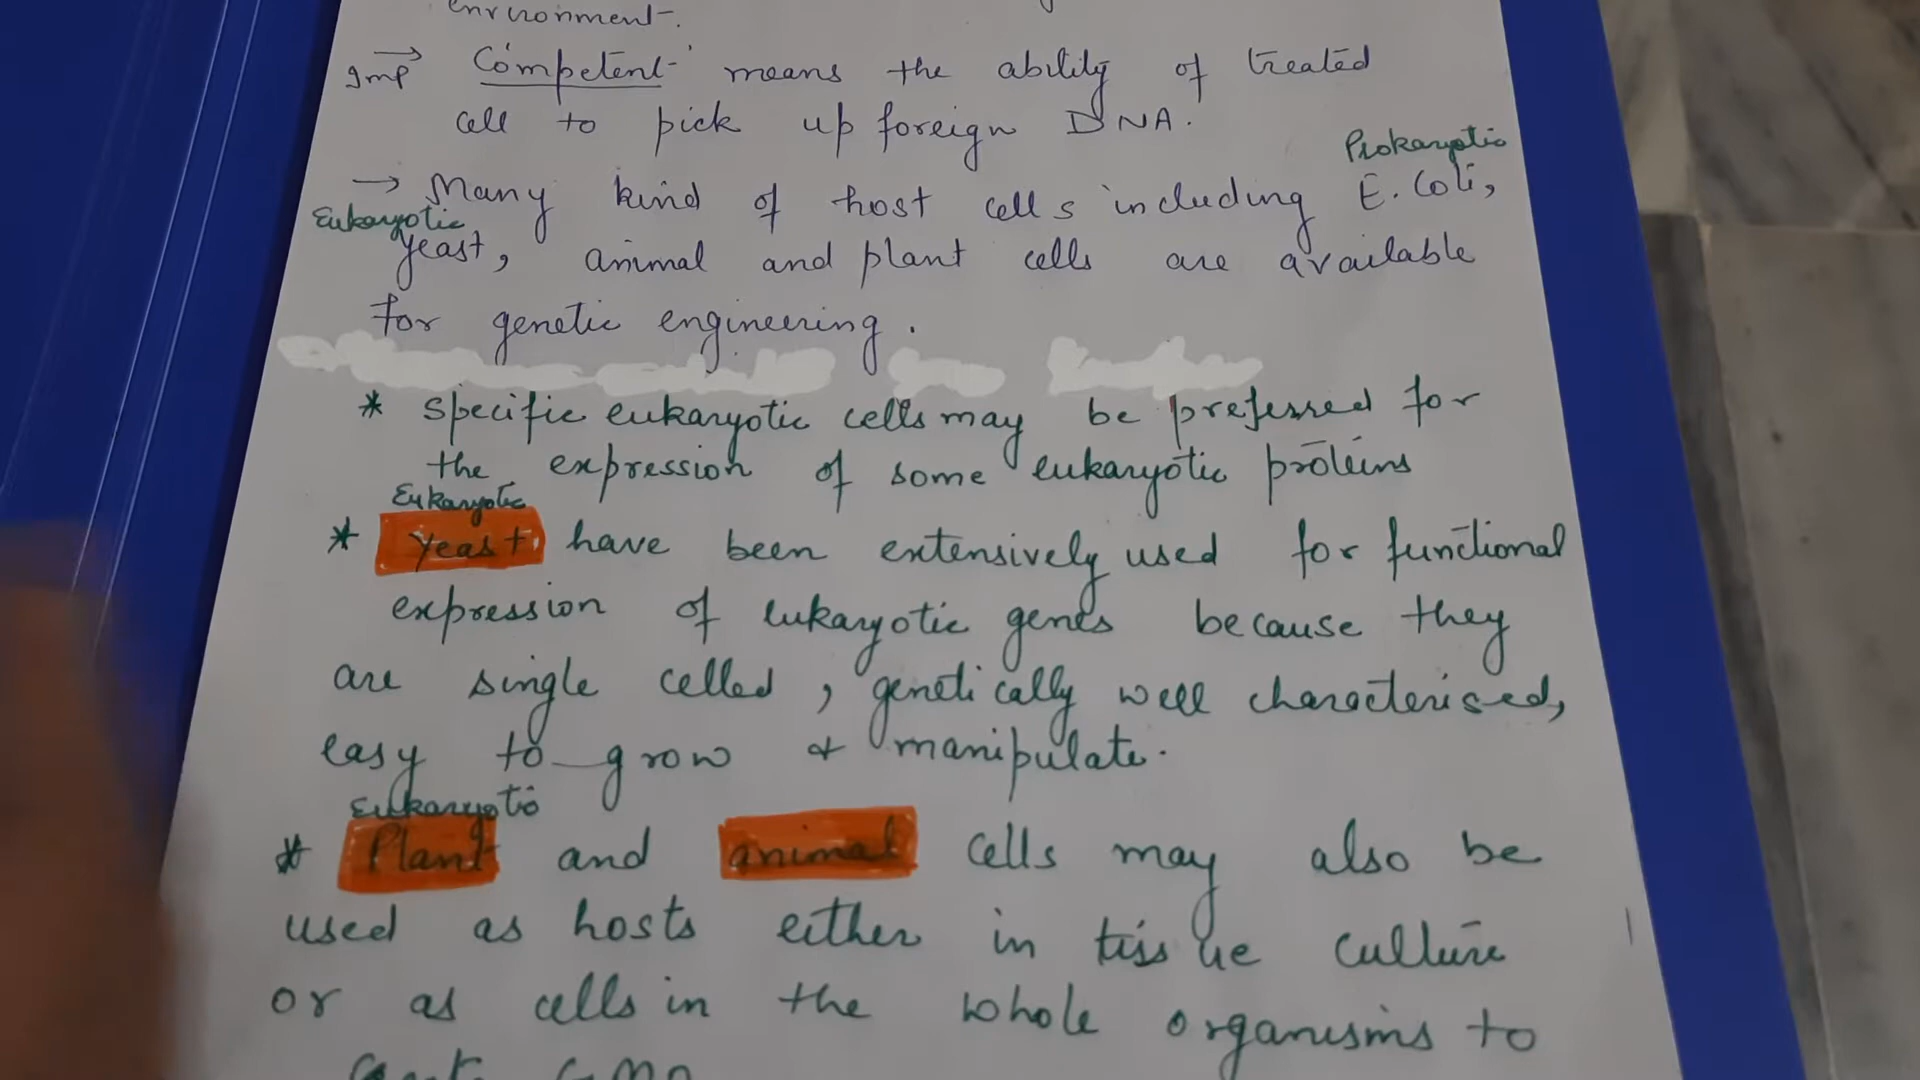 environment.
Imp → 'Competent' means the ability of treated
cell to pick up foreign DNA.
Prokaryotic
→ Many kind of host cells including E. Coli,
Eukaryotic
yeast, animal and plant cells are available
for genetic engineering.
* specific eukaryotic cells may be preferred for
the expression of some eukaryotic proteins
Eukaryotic
* Yeast have been extensively used for functional
expression of eukaryotic genes because they
are single celled, genetically well characterised,
easy to grow & manipulate.
Eukaryotic
* Plant and animal cells may also be
used as hosts either in tissue culture
or as cells in the whole organisms to
GMO